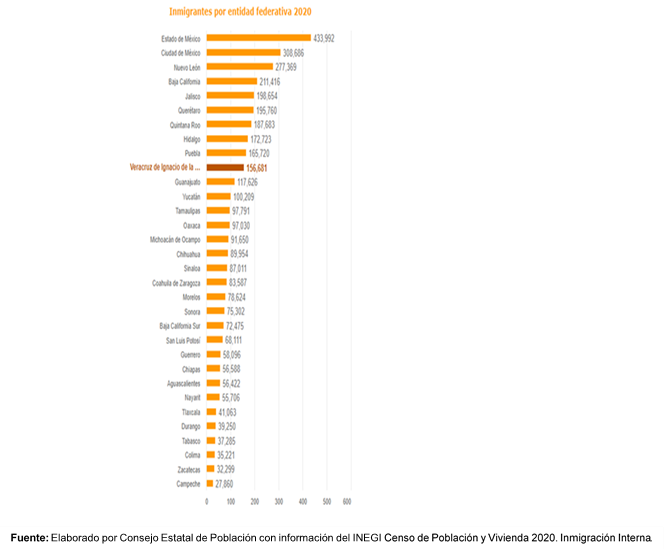 Inmigrantes por entidad federativa 2020
Estado de México 433,992
Ciudad de México 308,686
Nuevo León 277,369
Baja California 211,416
Jalisco 198,654
Querétaro 195,760
Quintana Roo 187,683
Hidalgo 172,723
Puebla 165,720
Veracruz de Ignacio de la ... 156,681
Guanajuato 117,626
Yucatán 100,209
Tamaulipas 97,791
Oaxaca 97,030
Michoacán de Ocampo 91,650
Chihuahua 89,954
Sinaloa 87,011
Coahuila de Zaragoza 83,587
Morelos 78,624
Sonora 75,302
Baja California Sur 72,475
San Luis Potosí 68,111
Guerrero 58,096
Chiapas 56,588
Aguascalientes 56,422
Nayarit 55,706
Tlaxcala 41,063
Durango 39,250
Tabasco 37,285
Colima 35,221
Zacatecas 32,299
Campeche 27,860
0 100 200 300 400 500 600
Fuente: Elaborado por Consejo Estatal de Población con información del INEGI Censo de Población y Vivienda 2020. Inmigración Interna.